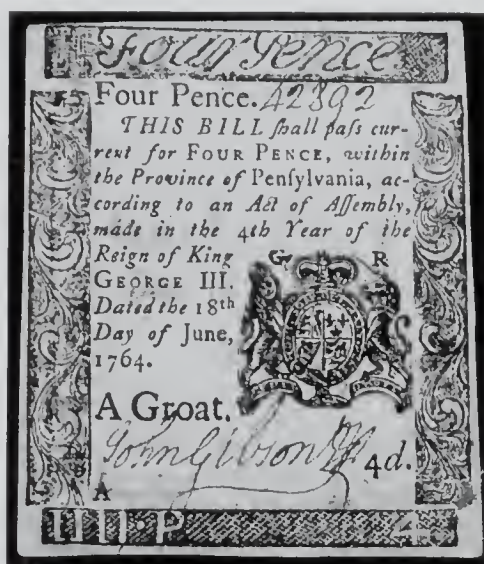 Four Pence
Four Pence. 42392
THIS BILL ſhall paſs cur-
rent for FOUR PENCE, within
the Province of Penſylvania, ac-
cording to an Act of Aſſembly,
made in the 4th Year of the
Reign of King
GEORGE III.
Dated the 18th
Day of June,
1764.
G R
A Groat.
John Gibson
4d.
A
IIII·P